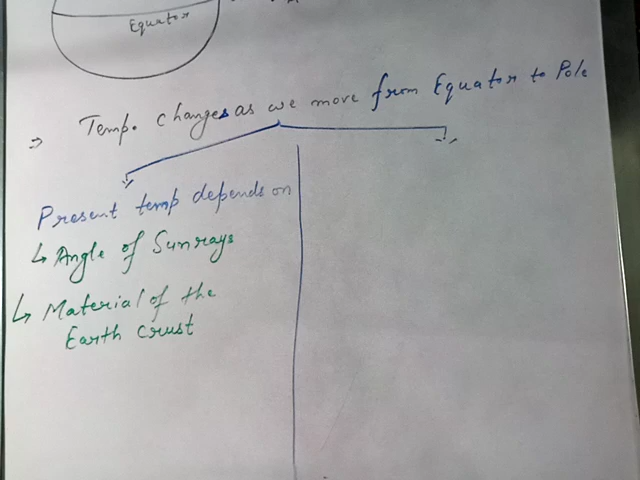 Equator
⇒ Temp. changes as we move from Equator to Pole
Present temp depends on
↳ Angle of Sunrays
↳ Material of the
Earth Crust